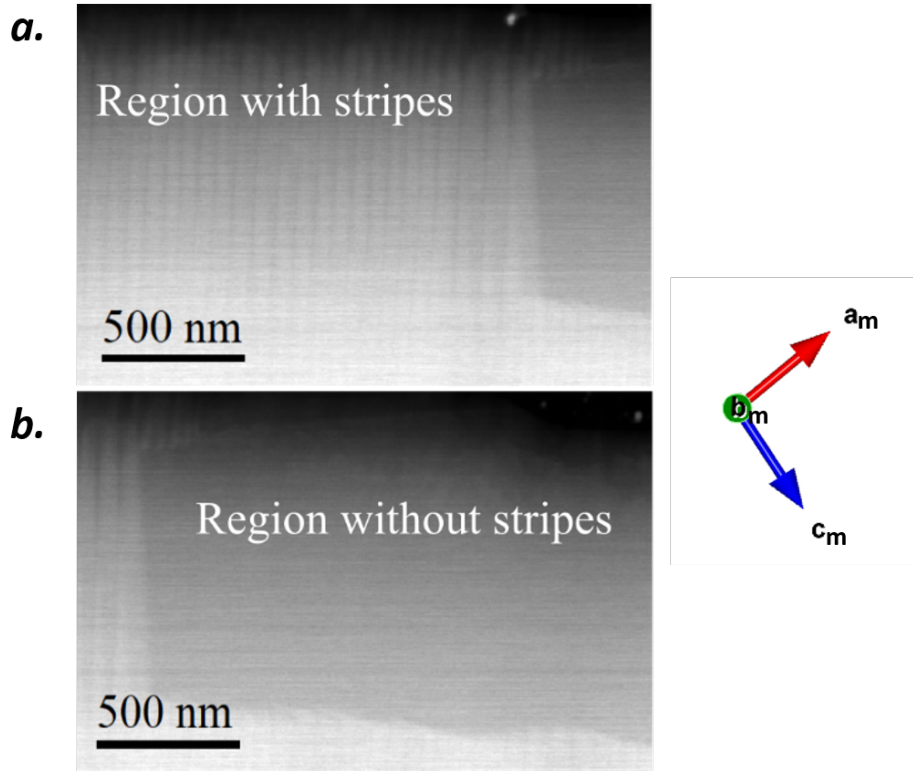 a.
Region with stripes
500 nm
b.
Region without stripes
500 nm
am
bm
cm